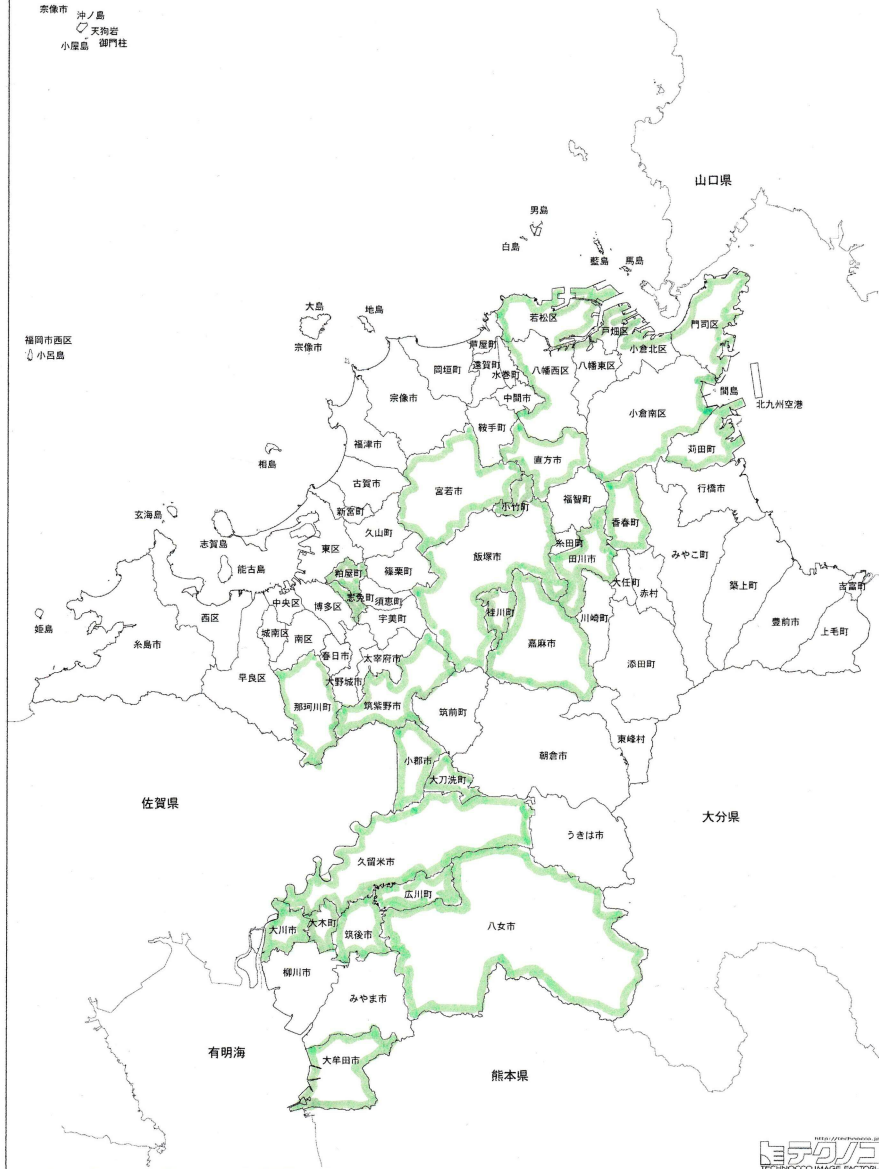 宗像市
沖ノ島
天狗岩
小屋島
御門柱
山口県
男島
白島
藍島
馬島
大島
宗像市
地島
福岡市西区
小呂島
若松区
戸畑区
門司区
小倉北区
芦屋町
遠賀町
水巻町
岡垣町
八幡西区
八幡東区
間島
北九州空港
宗像市
中間市
小倉南区
鞍手町
福津市
苅田町
相島
直方市
古賀市
宮若市
福智町
行橋市
新宮町
小竹町
香春町
玄海島
志賀島
久山町
糸田町
東区
飯塚市
田川市
みやこ町
能古島
粕屋町
篠栗町
大任町
赤村
築上町
吉富町
志免町
須恵町
中央区
博多区
桂川町
姫島
西区
宇美町
川崎町
豊前市
上毛町
糸島市
城南区
南区
嘉麻市
春日市
太宰府市
添田町
早良区
大野城市
那珂川町
筑紫野市
筑前町
東峰村
小郡市
朝倉市
大刀洗町
佐賀県
大分県
うきは市
久留米市
広川町
大川市
大木町
筑後市
八女市
柳川市
みやま市
有明海
大牟田市
熊本県
テクノコ
TECHNOCCO IMAGE FACTORY